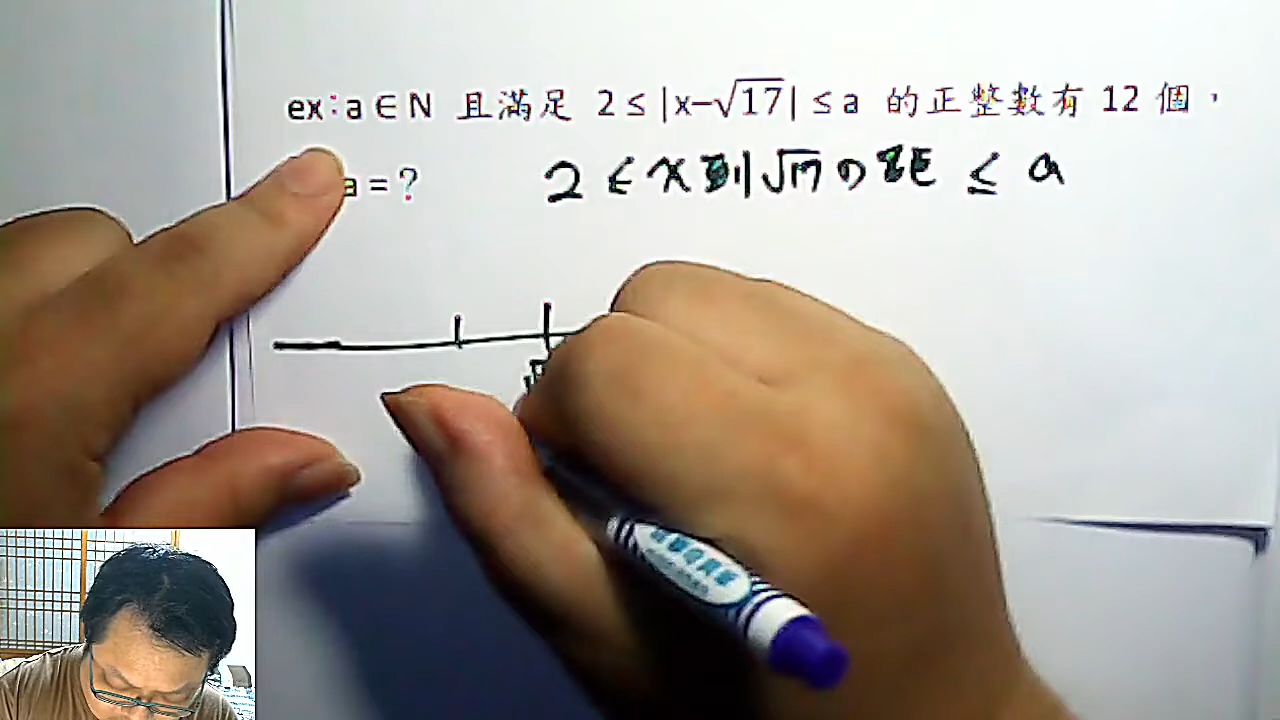 ex:a∈N 且滿足 2≤|x−√17|≤a 的正整數有 12 個,
a=?
2 ≤ x到√17の距 ≤ a